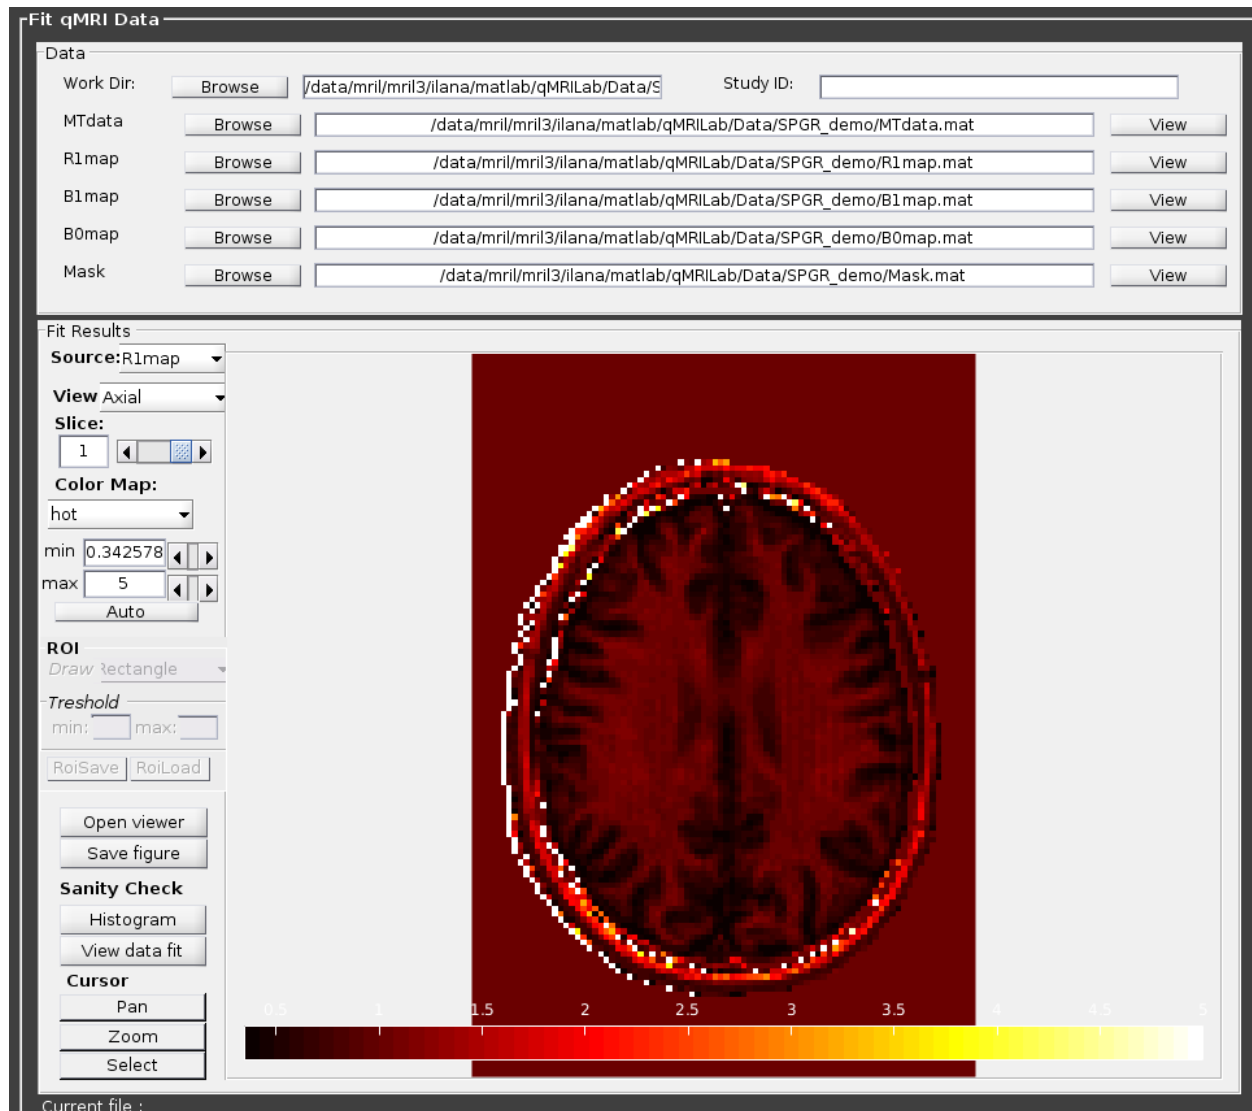 Fit qMRI Data
Data
Work Dir: Browse /data/mril/mril3/ilana/matlab/qMRILab/Data/S Study ID:
MTdata Browse /data/mril/mril3/ilana/matlab/qMRILab/Data/SPGR_demo/MTdata.mat View
R1map Browse /data/mril/mril3/ilana/matlab/qMRILab/Data/SPGR_demo/R1map.mat View
B1map Browse /data/mril/mril3/ilana/matlab/qMRILab/Data/SPGR_demo/B1map.mat View
B0map Browse /data/mril/mril3/ilana/matlab/qMRILab/Data/SPGR_demo/B0map.mat View
Mask Browse /data/mril/mril3/ilana/matlab/qMRILab/Data/SPGR_demo/Mask.mat View
Fit Results
Source: R1map
View Axial
Slice:
1
Color Map:
hot
min 0.342578
max 5
Auto
ROI
Draw Rectangle
Treshold
min: max:
RoiSave RoiLoad
Open viewer
Save figure
Sanity Check
Histogram
View data fit
Cursor
Pan
Zoom
Select
0.5 1 1.5 2 2.5 3 3.5 4 4.5 5
Current file :